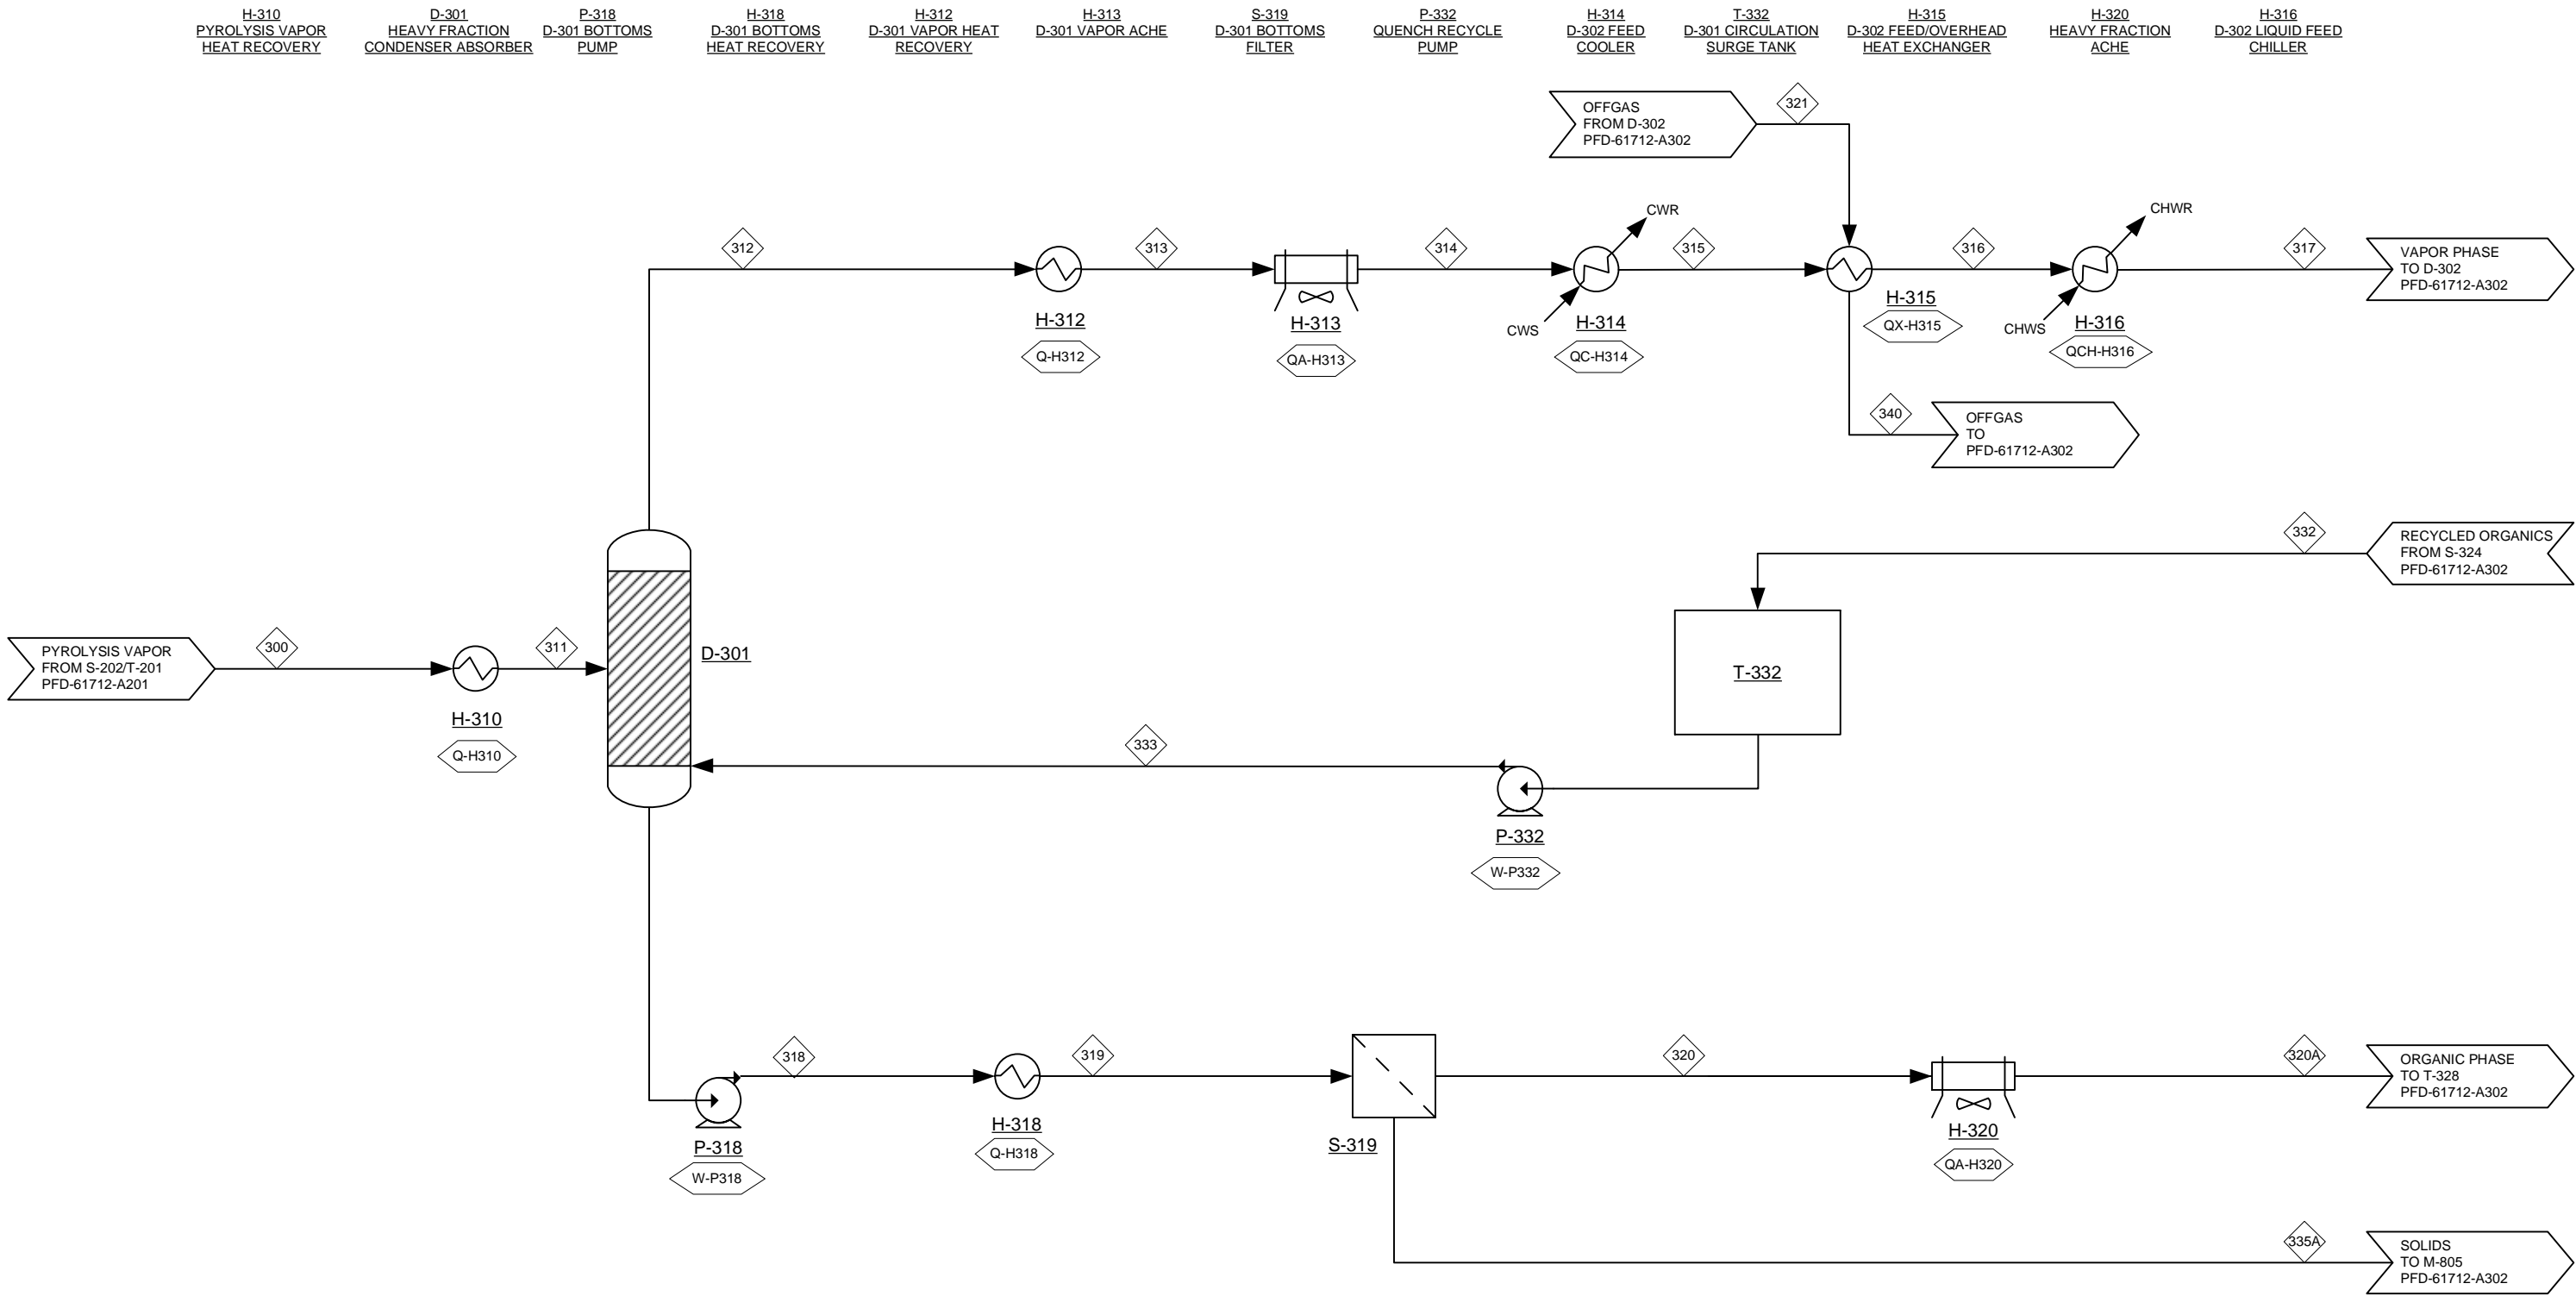 H-310
PYROLYSIS VAPOR
HEAT RECOVERY
D-301
HEAVY FRACTION
CONDENSER ABSORBER
P-318
D-301 BOTTOMS
PUMP
H-318
D-301 BOTTOMS
HEAT RECOVERY
H-312
D-301 VAPOR HEAT
RECOVERY
H-313
D-301 VAPOR ACHE
S-319
D-301 BOTTOMS
FILTER
P-332
QUENCH RECYCLE
PUMP
H-314
D-302 FEED
COOLER
T-332
D-301 CIRCULATION
SURGE TANK
H-315
D-302 FEED/OVERHEAD
HEAT EXCHANGER
H-320
HEAVY FRACTION
ACHE
H-316
D-302 LIQUID FEED
CHILLER
OFFGAS
FROM D-302
PFD-61712-A302
321
312
313
314
CWR
315
316
CHWR
317
VAPOR PHASE
TO D-302
PFD-61712-A302
H-312
Q-H312
H-313
QA-H313
CWS
H-314
QC-H314
H-315
QX-H315
CHWS
H-316
QCH-H316
340
OFFGAS
TO
PFD-61712-A302
332
RECYCLED ORGANICS
FROM S-324
PFD-61712-A302
PYROLYSIS VAPOR
FROM S-202/T-201
PFD-61712-A201
300
311
D-301
T-332
H-310
Q-H310
333
P-332
W-P332
318
319
320
320A
ORGANIC PHASE
TO T-328
PFD-61712-A302
P-318
W-P318
H-318
Q-H318
S-319
H-320
QA-H320
335A
SOLIDS
TO M-805
PFD-61712-A302